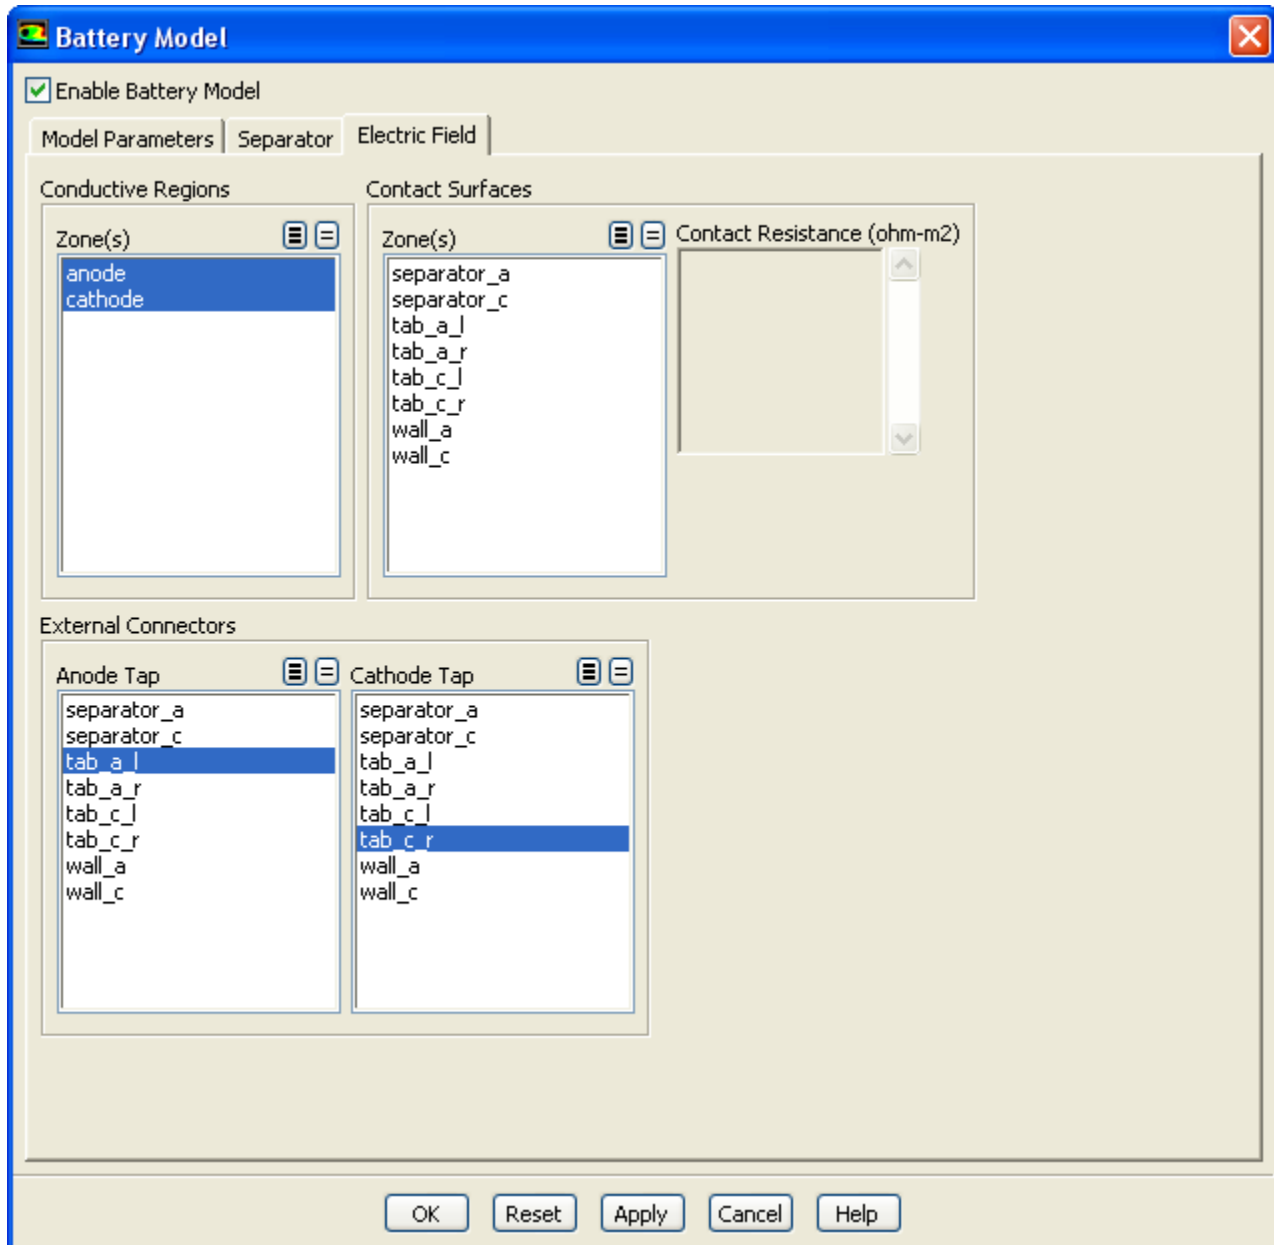 Battery Model
Enable Battery Model
Model Parameters Separator Electric Field
Conductive Regions
Zone(s)
anode
cathode
Contact Surfaces
Zone(s)
separator_a
separator_c
tab_a_l
tab_a_r
tab_c_l
tab_c_r
wall_a
wall_c
Contact Resistance (ohm-m2)
External Connectors
Anode Tap
separator_a
separator_c
tab_a_l
tab_a_r
tab_c_l
tab_c_r
wall_a
wall_c
Cathode Tap
separator_a
separator_c
tab_a_l
tab_a_r
tab_c_l
tab_c_r
wall_a
wall_c
OK Reset Apply Cancel Help